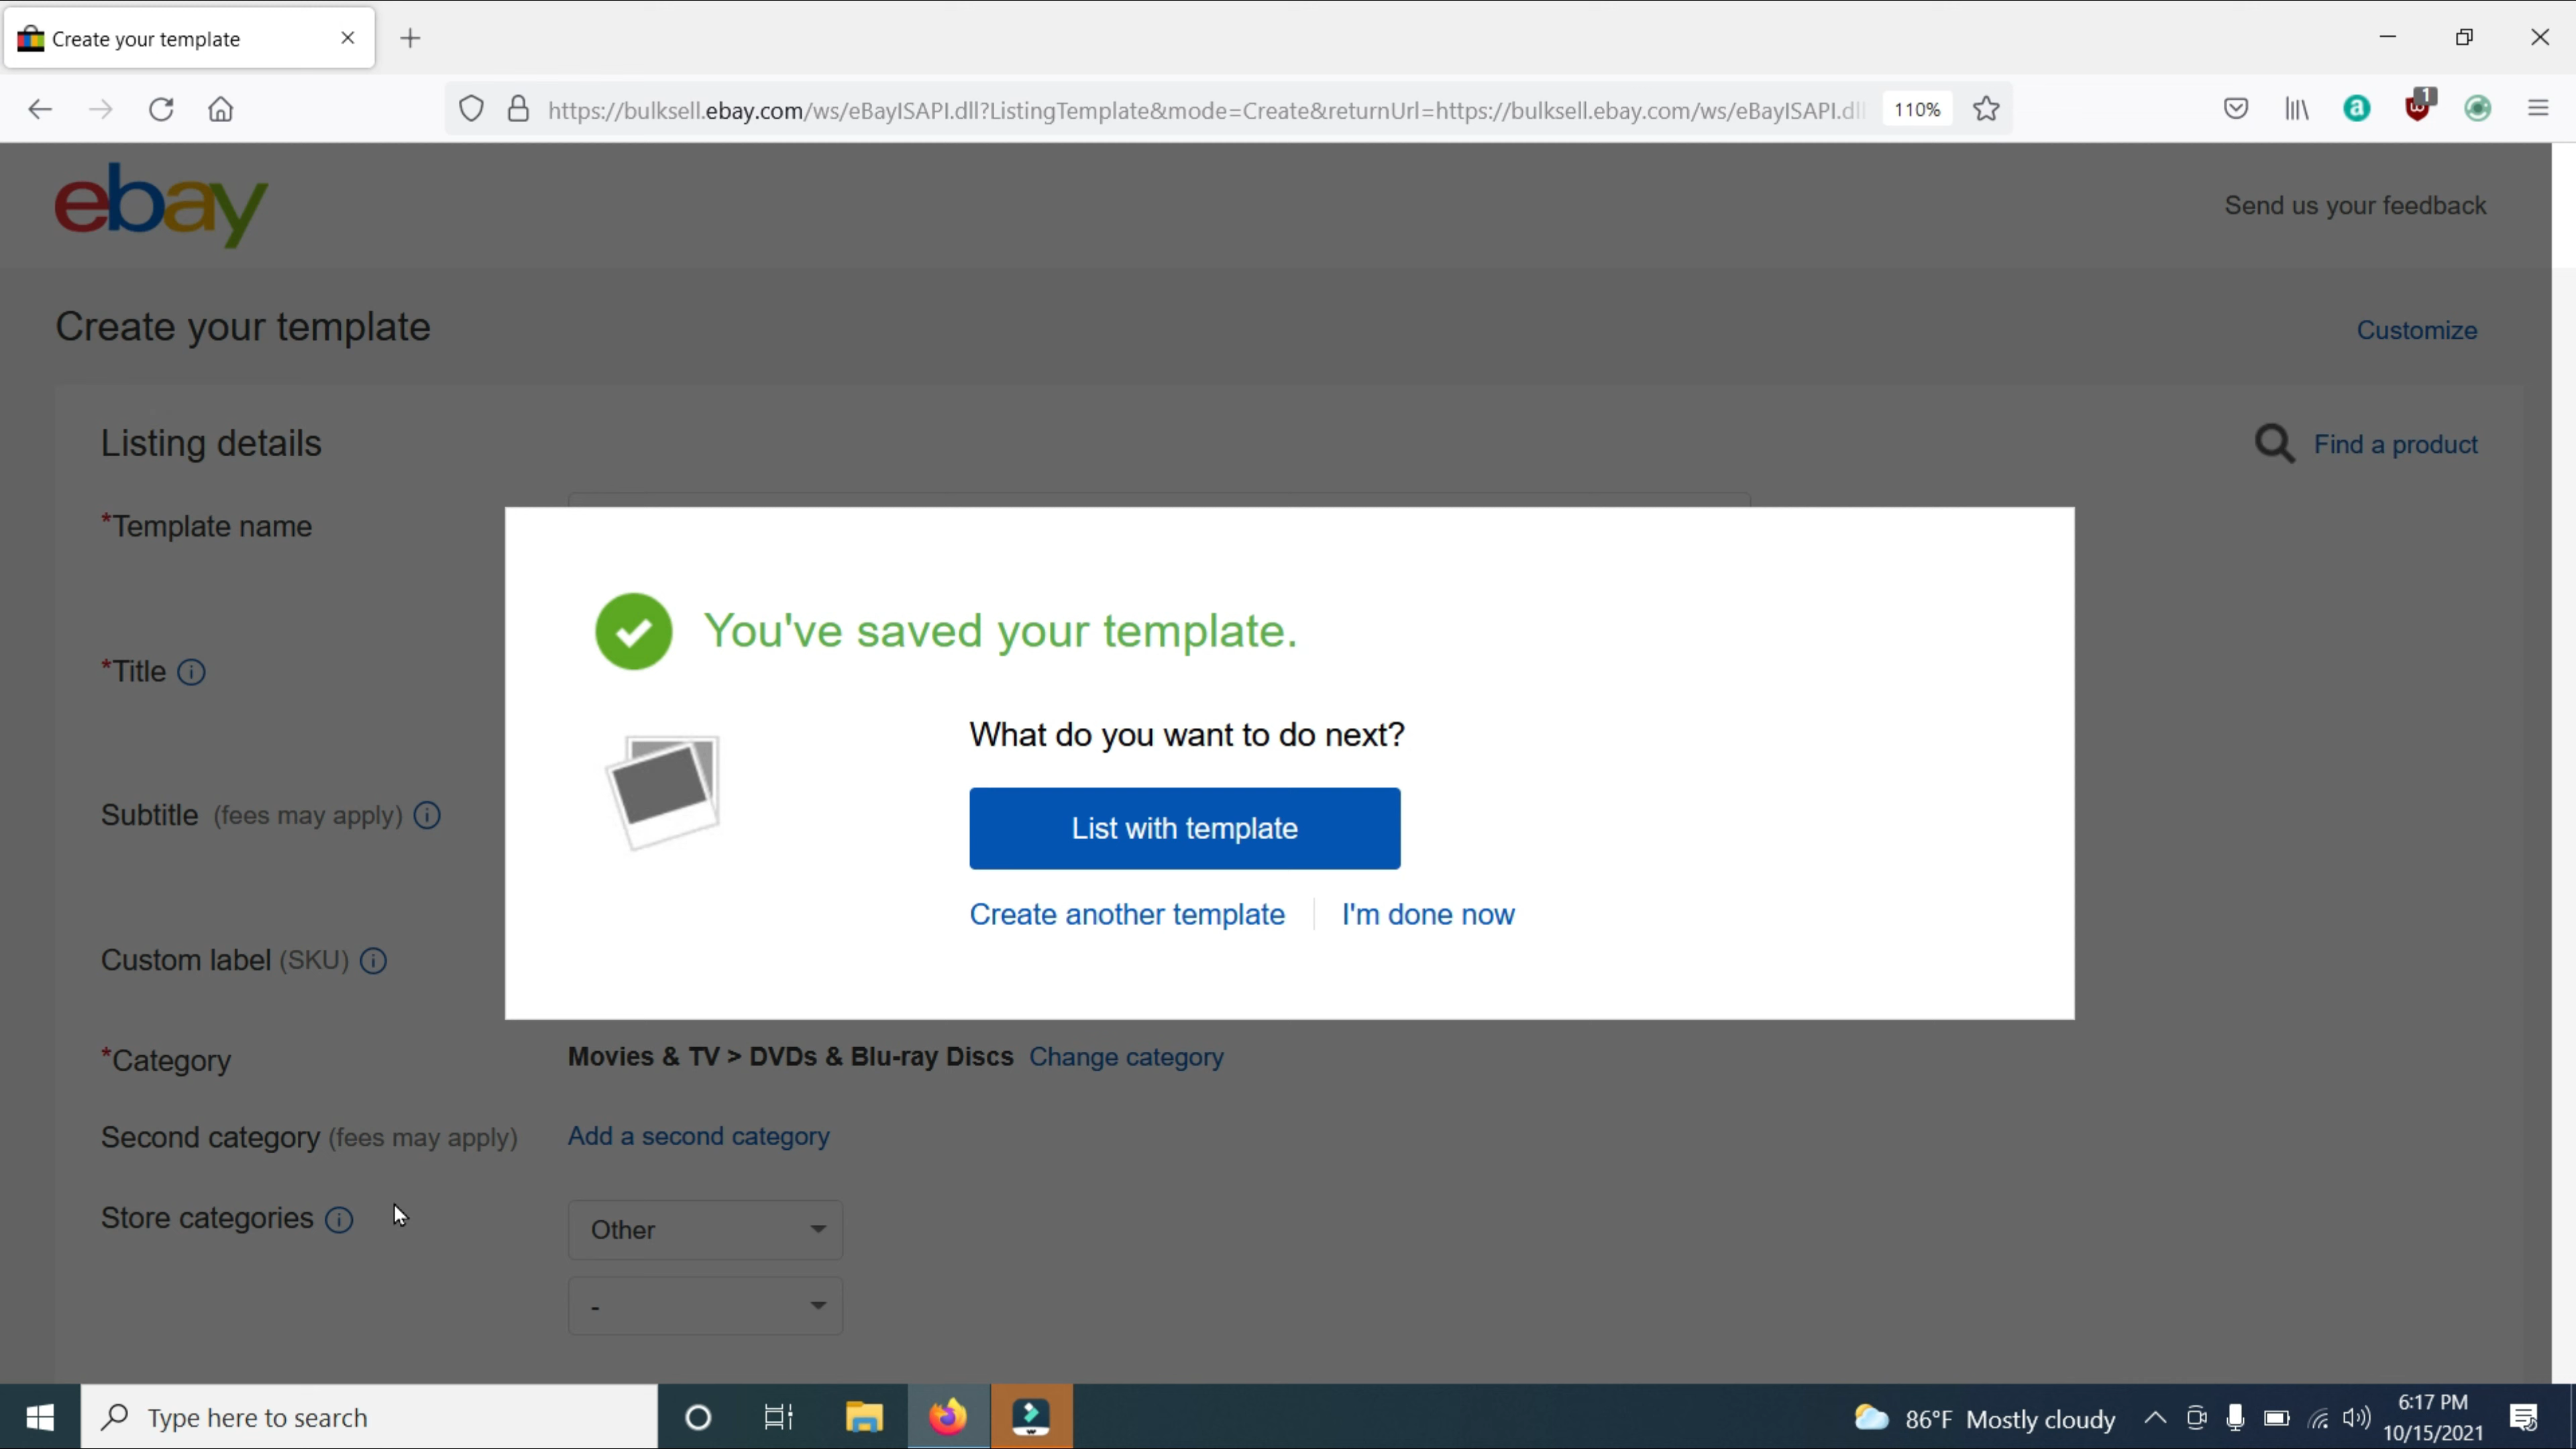 Create your template
https://bulksell.ebay.com/ws/eBayISAPI.dll?ListingTemplate&mode=Create&returnUrl=https://bulksell.ebay.com/ws/eBayISAPI.dll
110%
1
ebay
Send us your feedback
Create your template
Customize
Listing details
Find a product
*Template name
You've saved your template.
*Title
What do you want to do next?
Subtitle (fees may apply)
List with template
Create another template
I'm done now
Custom label (SKU)
*Category
Movies & TV > DVDs & Blu-ray Discs Change category
Second category (fees may apply)
Add a second category
Store categories
Other
-
Type here to search
86°F Mostly cloudy
6:17 PM
10/15/2021